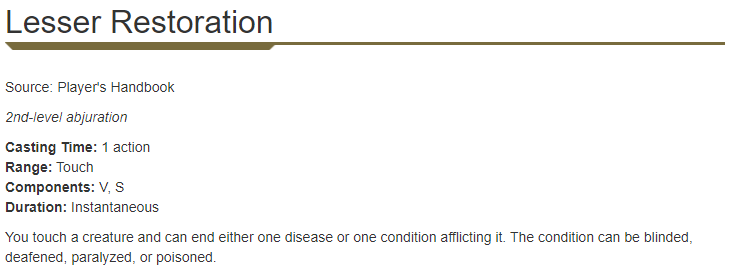 Lesser Restoration
Source: Player's Handbook
2nd-level abjuration
Casting Time: 1 action
Range: Touch
Components: V, S
Duration: Instantaneous
You touch a creature and can end either one disease or one condition afflicting it. The condition can be blinded,
deafened, paralyzed, or poisoned.